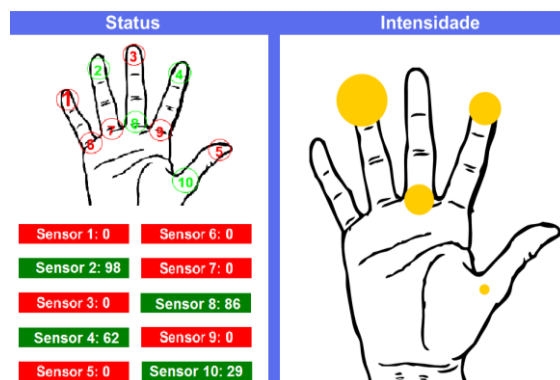 Status
3
2
4
1
8
7
9
6
5
10
Sensor 1: 0
Sensor 6: 0
Sensor 2: 98
Sensor 7: 0
Sensor 3: 0
Sensor 8: 86
Sensor 4: 62
Sensor 9: 0
Sensor 5: 0
Sensor 10: 29
Intensidade